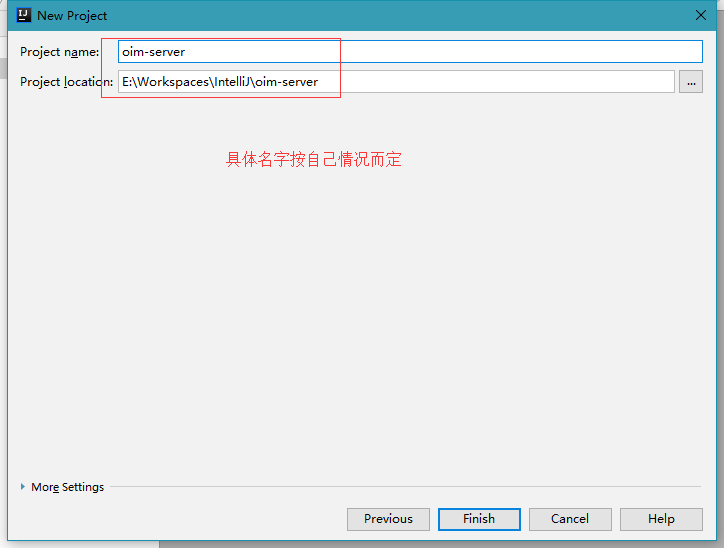 IJ
New Project
Project name: oim-server
Project location: E:\Workspaces\IntelliJ\oim-server ...
具体名字按自己情况而定
More Settings
Previous Finish Cancel Help